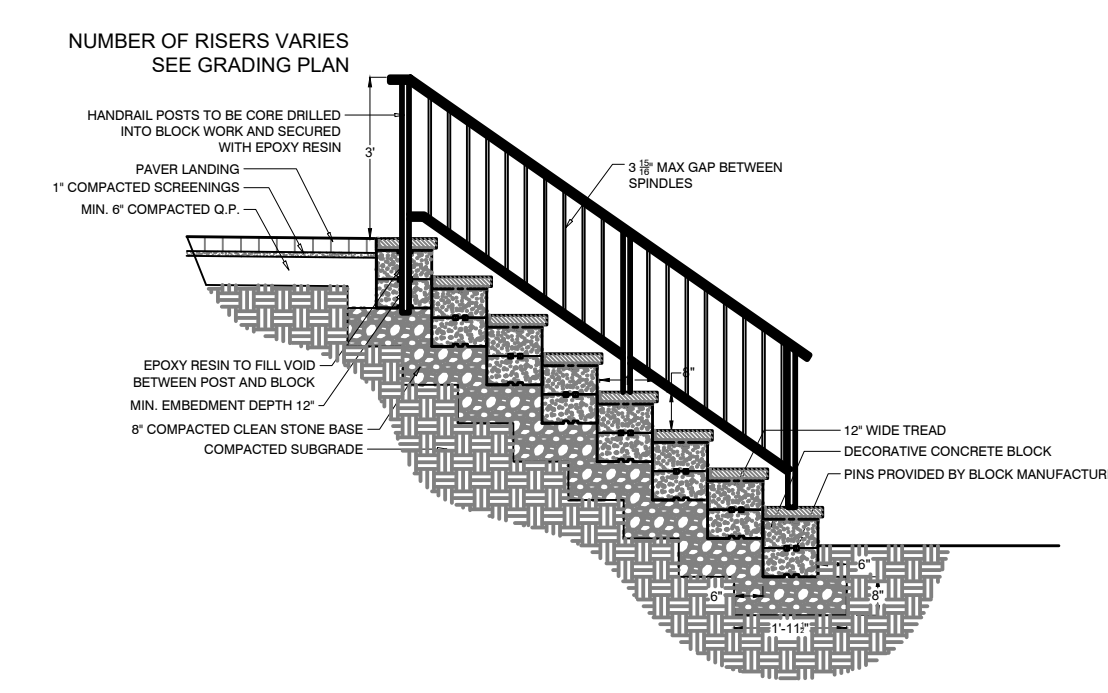 NUMBER OF RISERS VARIES
SEE GRADING PLAN
HANDRAIL POSTS TO BE CORE DRILLED
INTO BLOCK WORK AND SECURED
WITH EPOXY RESIN
PAVER LANDING
1" COMPACTED SCREENINGS
MIN. 6" COMPACTED Q.P.
3'
3 15/16" MAX GAP BETWEEN
SPINDLES
EPOXY RESIN TO FILL VOID
BETWEEN POST AND BLOCK
MIN. EMBEDMENT DEPTH 12"
8" COMPACTED CLEAN STONE BASE
COMPACTED SUBGRADE
8"
12" WIDE TREAD
DECORATIVE CONCRETE BLOCK
PINS PROVIDED BY BLOCK MANUFACTUR
6"
8"
6"
1'-11½"